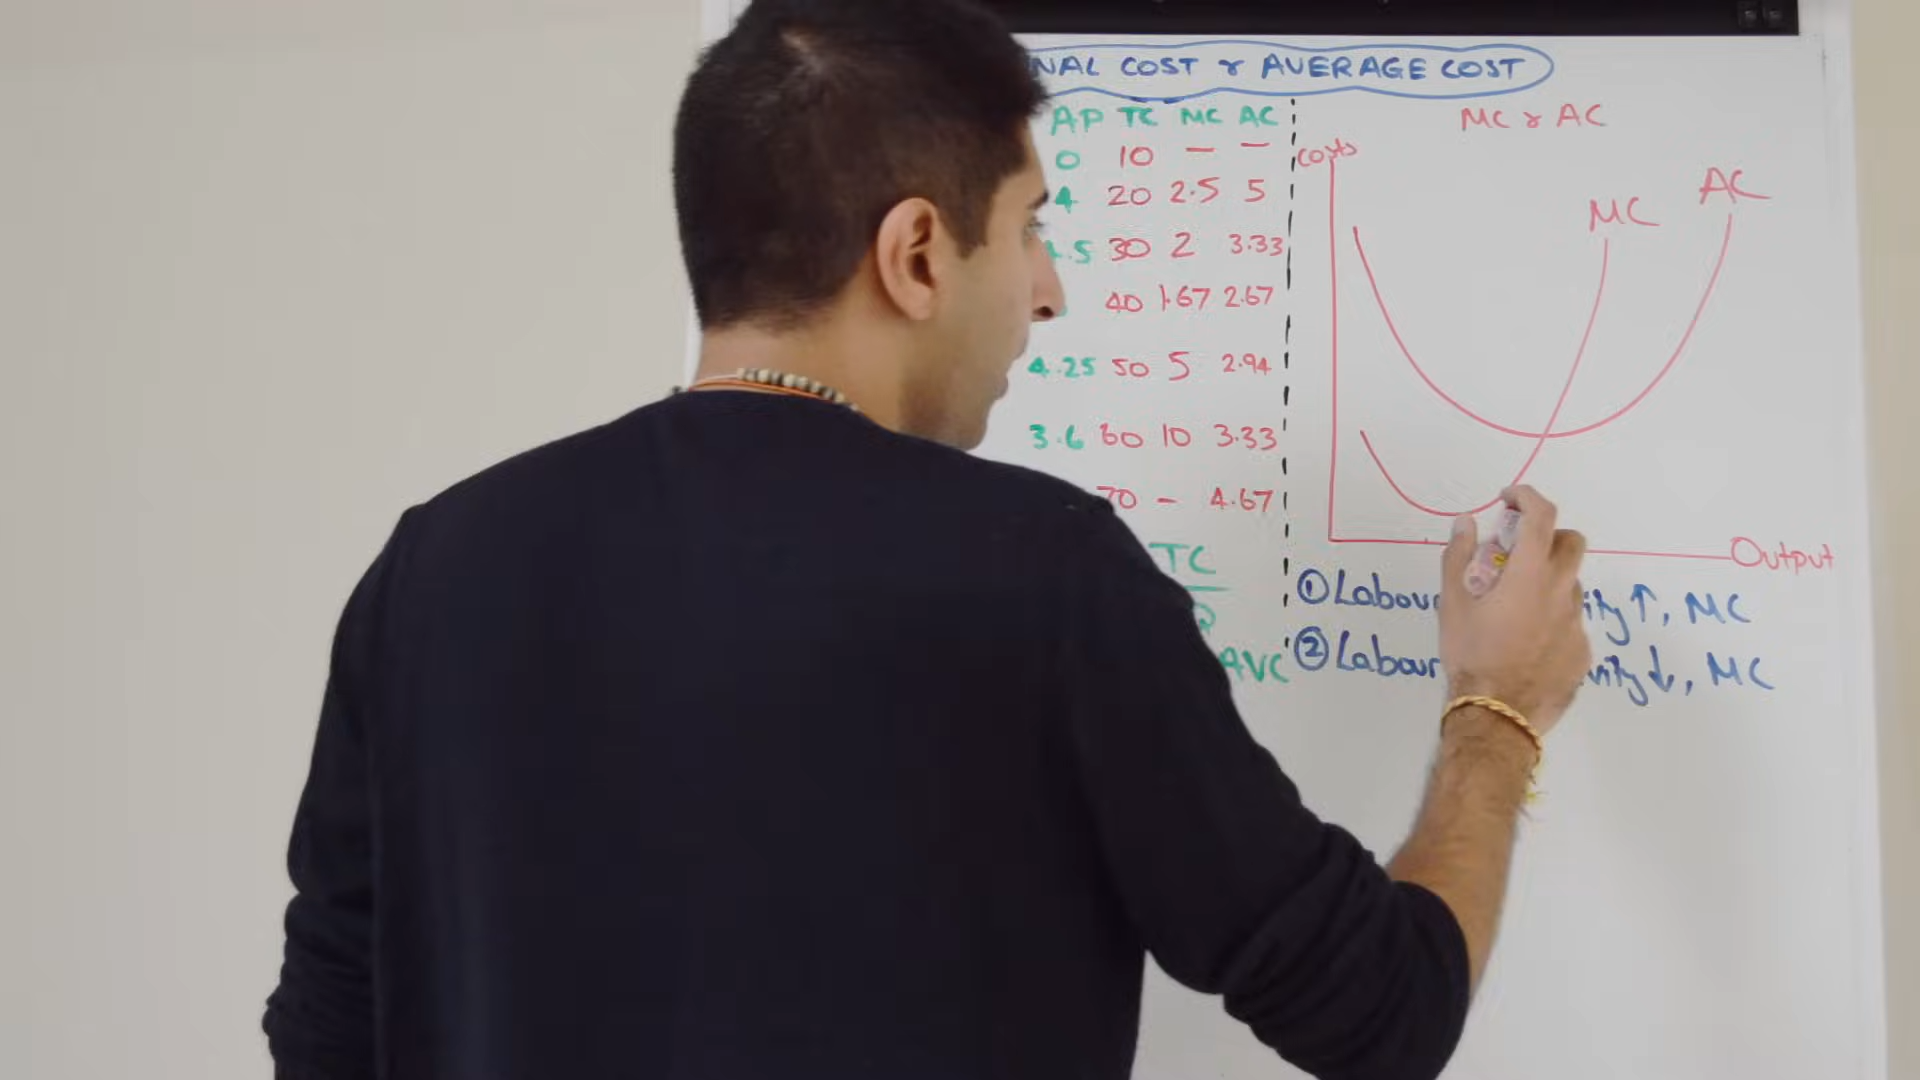 NAL COST & AVERAGE COST
AP TC MC AC
0 10 — —
4 20 2.5 5
.5 30 2 3.33
40 1.67 2.67
4.25 50 5 2.94
3.6 60 10 3.33
70 - 4.67
TC
AVC
MC & AC
Costs
MC
AC
Output
① Labour ity ↑, MC
② Labour vity ↓, MC